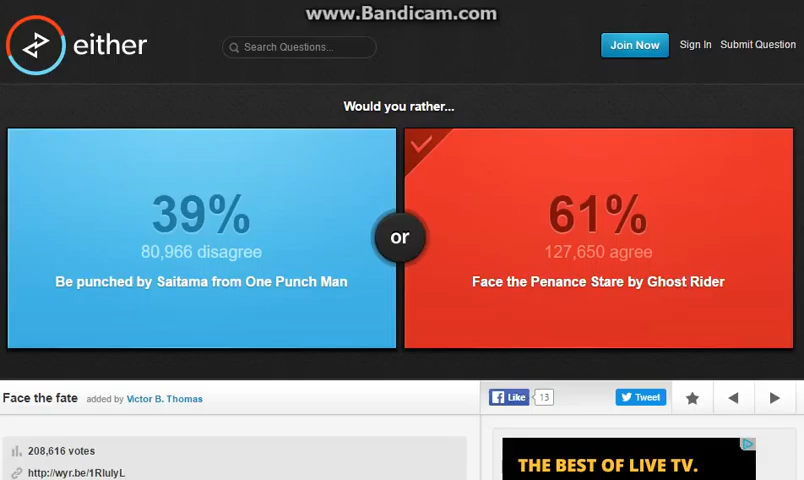 www.Bandicam.com
either
Search Questions...
Join Now
Sign In
Submit Question
Would you rather...
39%
80,966 disagree
Be punched by Saitama from One Punch Man
or
61%
127,650 agree
Face the Penance Stare by Ghost Rider
Face the fate added by Victor B. Thomas
Like 13
Tweet
208,616 votes
http://wyr.be/1RlulyL
THE BEST OF LIVE TV.